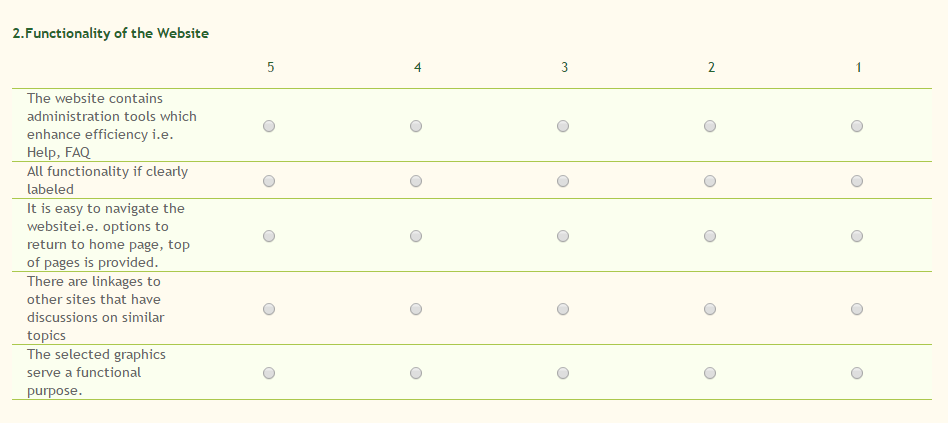 2.Functionality of the Website
5 4 3 2 1
The website contains
administration tools which
enhance efficiency i.e.
Help, FAQ
All functionality if clearly
labeled
It is easy to navigate the
websitei.e. options to
return to home page, top
of pages is provided.
There are linkages to
other sites that have
discussions on similar
topics
The selected graphics
serve a functional
purpose.